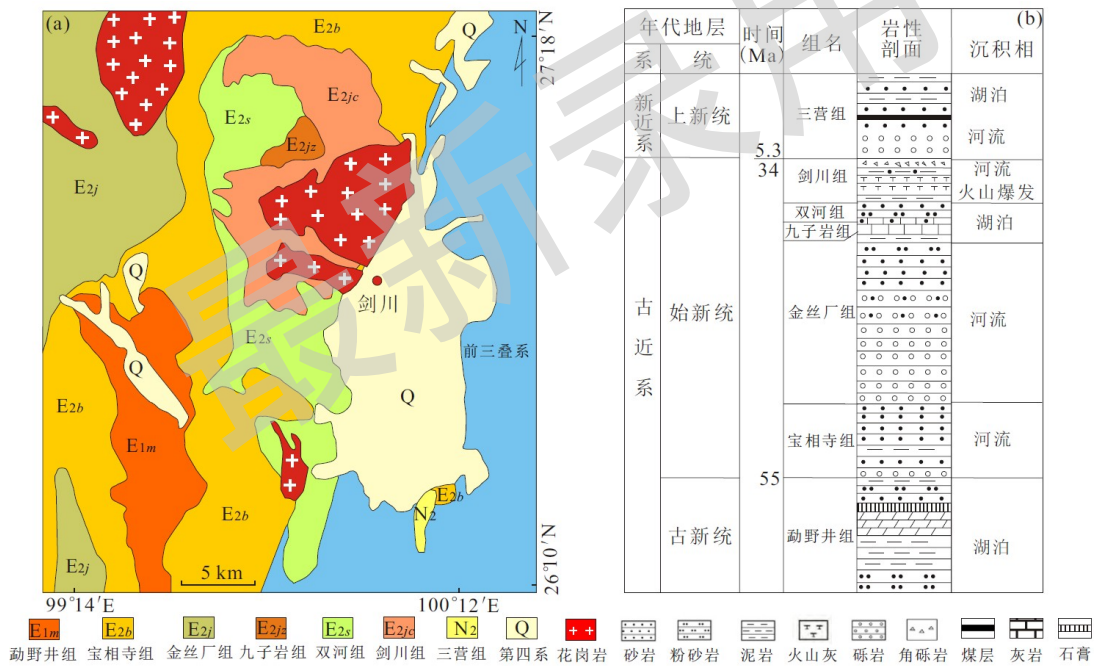 (a)
E2b
Q
N
27°18′N
E2jc
E2s
E2jz
E2j
Q
剑川
E2s
前三叠系
Q
Q
E2b
E1m
E2b
E2b
N2
E2j
5 km
26°10′N
99°14′E
100°12′E
(b)
年代地层
时间
(Ma)
组名
岩性
剖面
沉积相
系
统
新近系
上新统
三营组
湖泊
河流
5.3
34
剑川组
河流
火山爆发
双河组
湖泊
九子岩组
古近系
始新统
金丝厂组
河流
宝相寺组
河流
55
古新统
勐野井组
湖泊
E1m
E2b
E2j
E2jz
E2s
E2jc
N2
Q
勐野井组 宝相寺组 金丝厂组 九子岩组 双河组 剑川组 三营组 第四系 花岗岩 砂岩 粉砂岩 泥岩 火山灰 砾岩 角砾岩 煤层 灰岩 石膏
最新录用